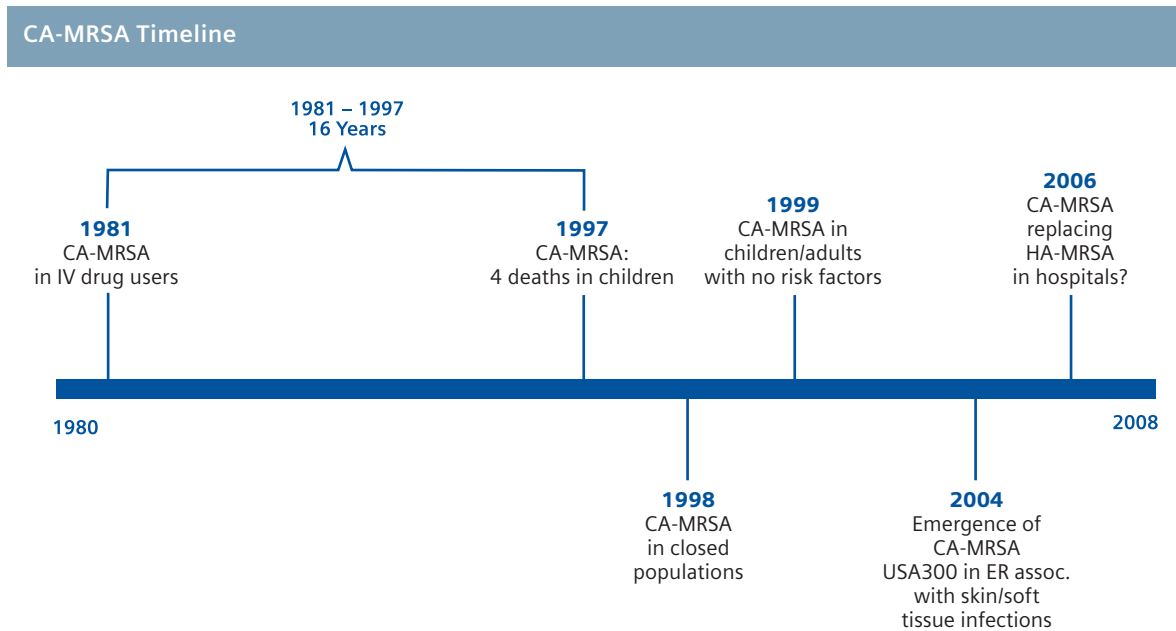 CA-MRSA Timeline
1981 – 1997
16 Years
1981
CA-MRSA
in IV drug users
1997
CA-MRSA:
4 deaths in children
1999
CA-MRSA in
children/adults
with no risk factors
2006
CA-MRSA
replacing
HA-MRSA
in hospitals?
1980
2008
1998
CA-MRSA
in closed
populations
2004
Emergence of
CA-MRSA
USA300 in ER assoc.
with skin/soft
tissue infections